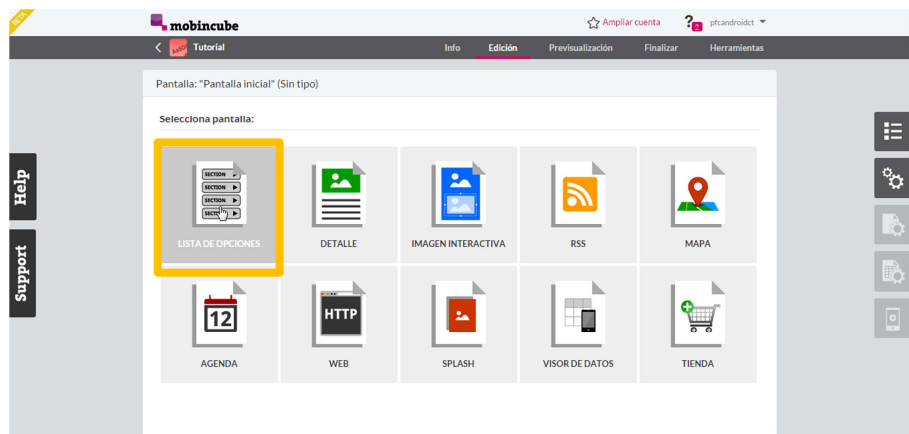 BETA
mobincube
Ampliar cuenta
?
2
pfcandroidct
Tutorial
Info
Edición
Previsualización
Finalizar
Herramientas
Pantalla: "Pantalla inicial" (Sin tipo)
Selecciona pantalla:
SECTION
SECTION
SECTION
LISTA DE OPCIONES
DETALLE
IMAGEN INTERACTIVA
RSS
MAPA
12
HTTP
AGENDA
WEB
SPLASH
VISOR DE DATOS
TIENDA
Help
Support